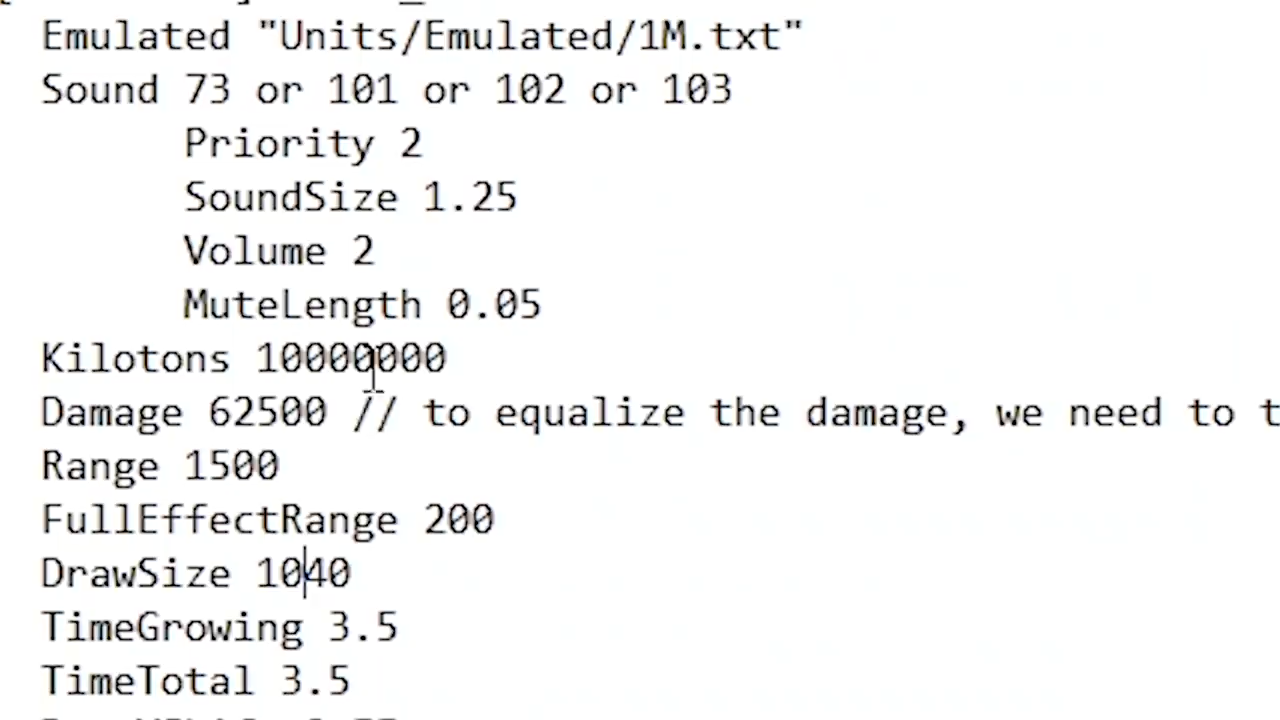 Emulated "Units/Emulated/1M.txt"
Sound 73 or 101 or 102 or 103
Priority 2
SoundSize 1.25
Volume 2
MuteLength 0.05
Kilotons 10000000
Damage 62500 // to equalize the damage, we need to t
Range 1500
FullEffectRange 200
DrawSize 1040
TimeGrowing 3.5
TimeTotal 3.5